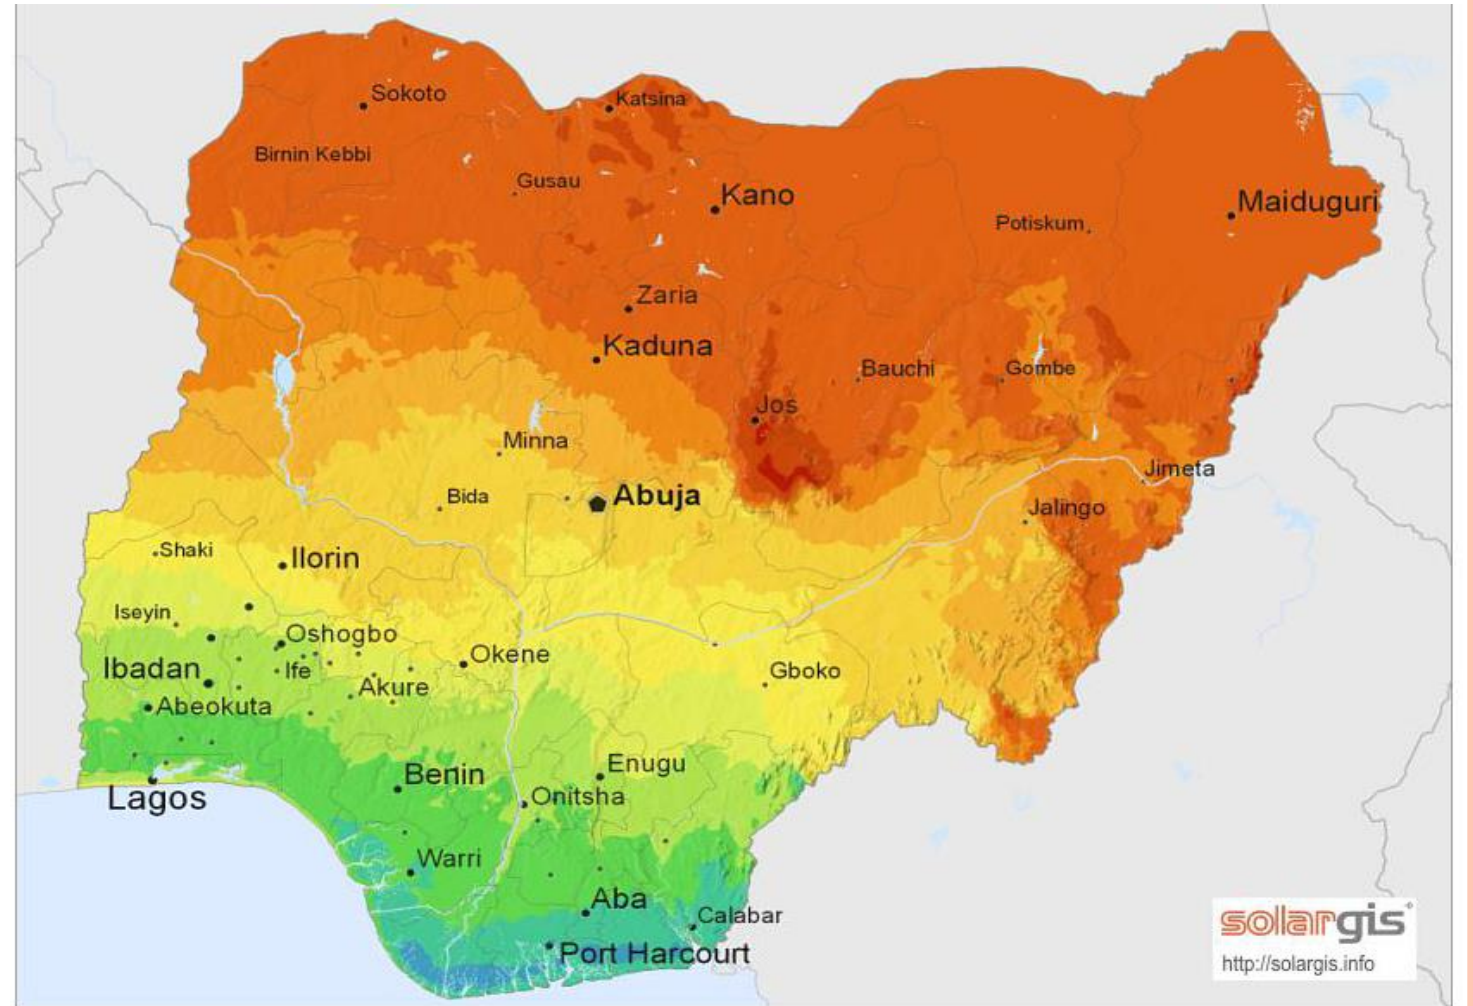 Sokoto
Katsina
Birnin Kebbi
Gusau
Kano
Maiduguri
Potiskum
Zaria
Kaduna
Bauchi
Gombe
Jos
Minna
Jimeta
Bida
Abuja
Jalingo
Shaki
Ilorin
Iseyin
Oshogbo
Okene
Ibadan
Ife
Gboko
Akure
Abeokuta
Enugu
Benin
Onitsha
Lagos
Warri
Aba
Calabar
Port Harcourt
solargis
http://solargis.info